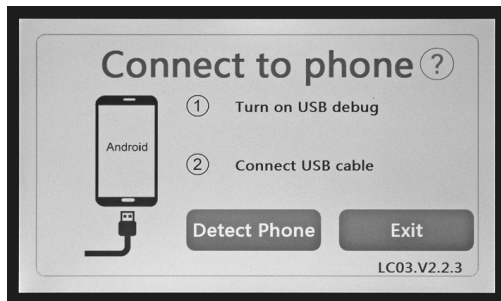 Connect to phone ?
1 Turn on USB debug
Android
2 Connect USB cable
Detect Phone
Exit
LC03.V2.2.3